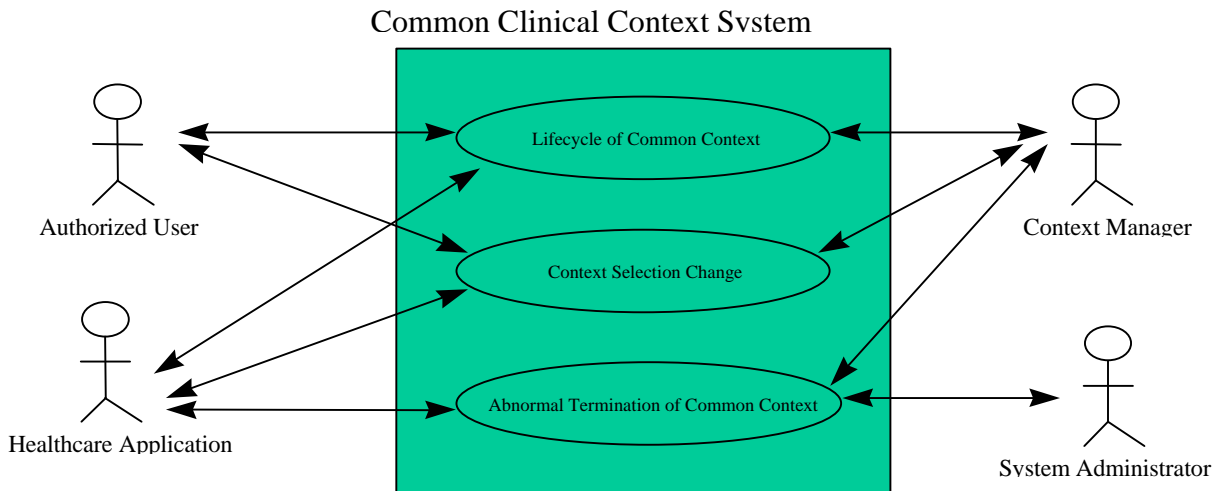 Common Clinical Context System
Lifecycle of Common Context
Authorized User
Context Manager
Context Selection Change
Abnormal Termination of Common Context
Healthcare Application
System Administrator